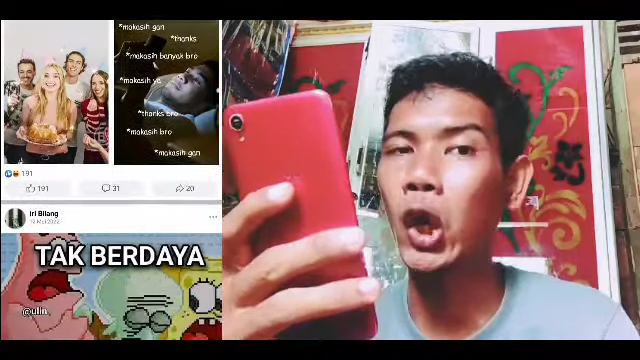 *makasih gan
*thanks
*makasih banyak bro
*makasih ya
*thanks bro
*makasih bro
*makasih gan
191
191
31
20
Iri Bilang
TAK BERDAYA
@ulin